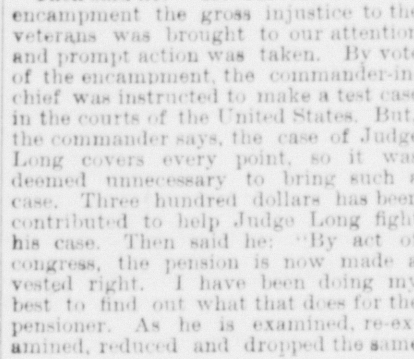 encampment the gross injustice to the
veterans was brought to our attention
and prompt action was taken. By vote
of the encampment, the commander-in-
chief was instructed to make a test case
in the courts of the United States. But,
the commander says, the case of Judge
Long covers every point, so it was
deemed unnecessary to bring such a
case. Three hundred dollars has been
contributed to help Judge Long fight
his case. Then said he: "By act of
congress, the pension is now made a
vested right. I have been doing my
best to find out what that does for the
pensioner. As he is examined, re-ex-
amined, reduced and dropped the same